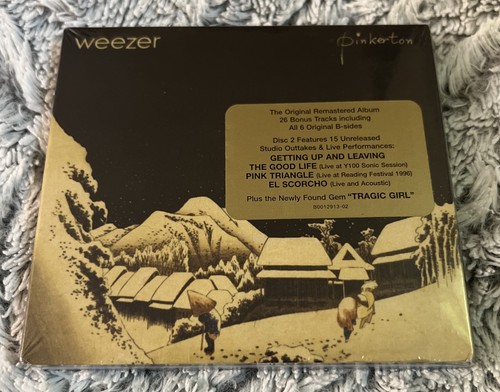 weezer
pinkerton
The Original Remastered Album
26 Bonus Tracks including
All 6 Original B-sides
Disc 2 Features 15 Unreleased
Studio Outtakes & Live Performances:
GETTING UP AND LEAVING
THE GOOD LIFE (Live at Y100 Sonic Session)
PINK TRIANGLE (Live at Reading Festival 1996)
EL SCORCHO (Live and Acoustic)
Plus the Newly Found Gem "TRAGIC GIRL"
B0012913-02